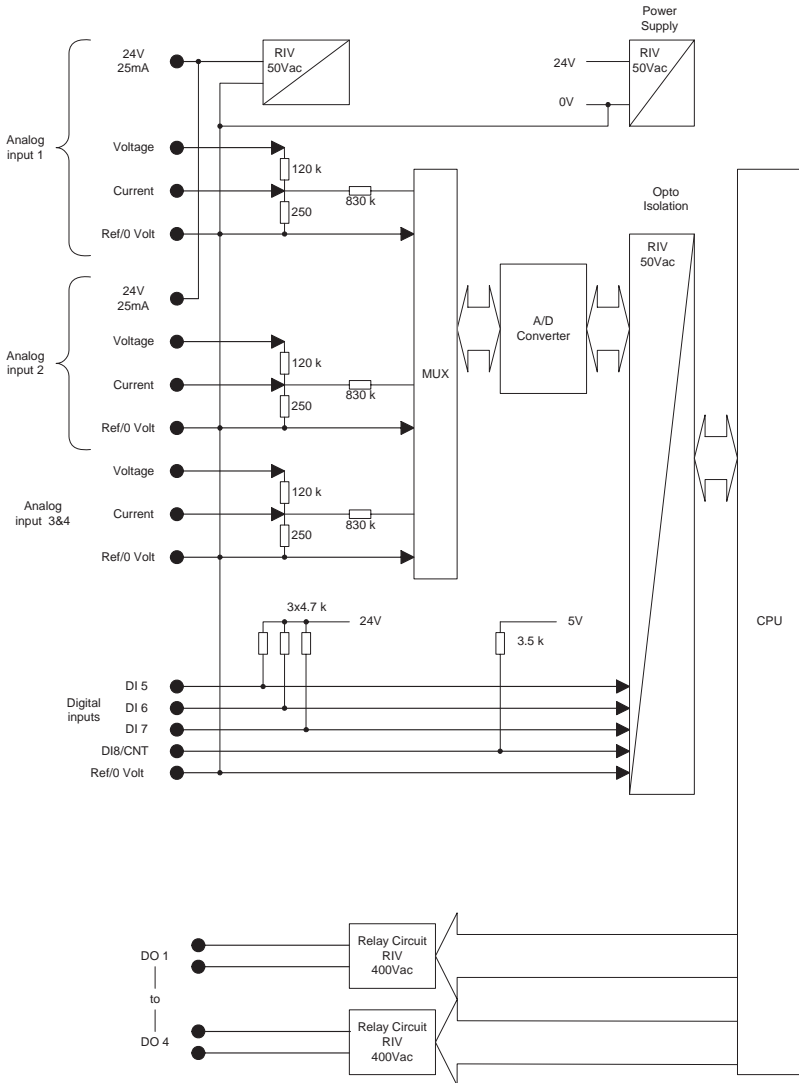 Power
Supply
24V
25mA
RIV
50Vac
24V
RIV
50Vac
0V
Analog
input 1
Voltage
120 k
Current
830 k
250
Ref/0 Volt
Opto
Isolation
RIV
50Vac
24V
25mA
Analog
input 2
Voltage
120 k
Current
830 k
250
Ref/0 Volt
MUX
A/D
Converter
Analog
input 3&4
Voltage
120 k
Current
830 k
250
Ref/0 Volt
3x4.7 k
24V
5V
3.5 k
CPU
Digital
inputs
DI 5
DI 6
DI 7
DI8/CNT
Ref/0 Volt
DO 1
to
DO 4
Relay Circuit
RIV
400Vac
Relay Circuit
RIV
400Vac